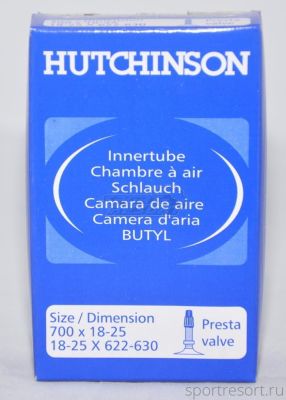 HUTCHINSON
Innertube
Chambre à air
Schlauch
Camara de aire
Camera d'aria
BUTYL
Size / Dimension
700 x 18-25
18-25 X 622-630
Presta
valve
sportresort.ru